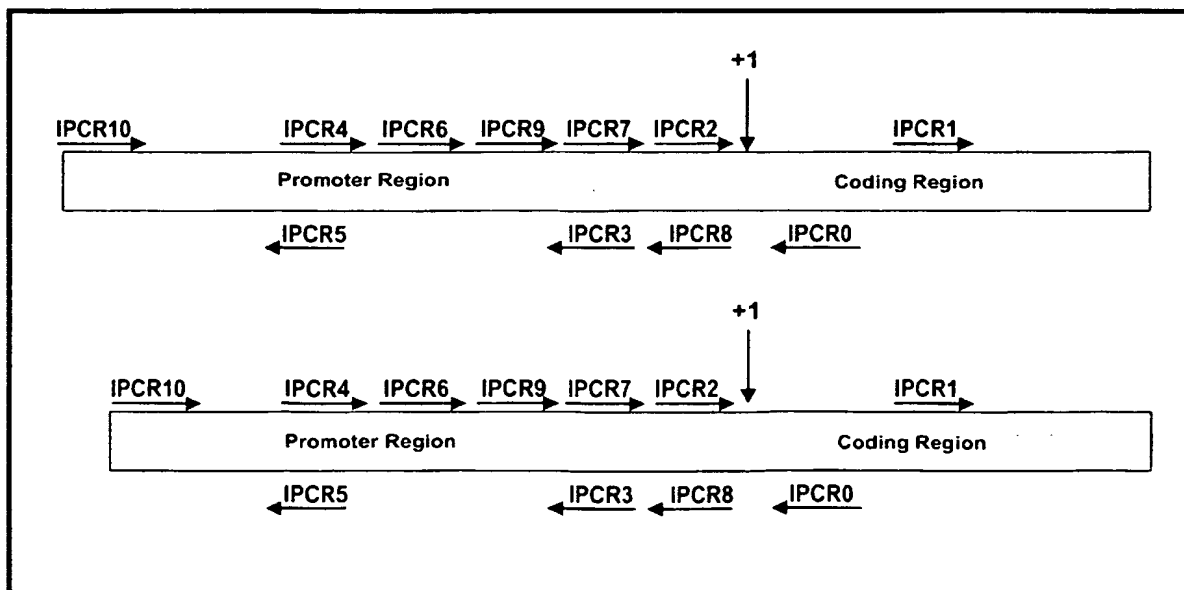 +1
IPCR10 IPCR4 IPCR6 IPCR9 IPCR7 IPCR2 IPCR1
Promoter Region Coding Region
IPCR5 IPCR3 IPCR8 IPCR0
+1
IPCR10 IPCR4 IPCR6 IPCR9 IPCR7 IPCR2 IPCR1
Promoter Region Coding Region
IPCR5 IPCR3 IPCR8 IPCR0